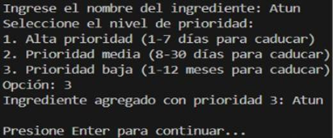 Ingrese el nombre del ingrediente: Atun
Seleccione el nivel de prioridad:
1. Alta prioridad (1-7 días para caducar)
2. Prioridad media (8-30 días para caducar)
3. Prioridad baja (1-12 meses para caducar)
Opción: 3
Ingrediente agregado con prioridad 3: Atun
Presione Enter para continuar...